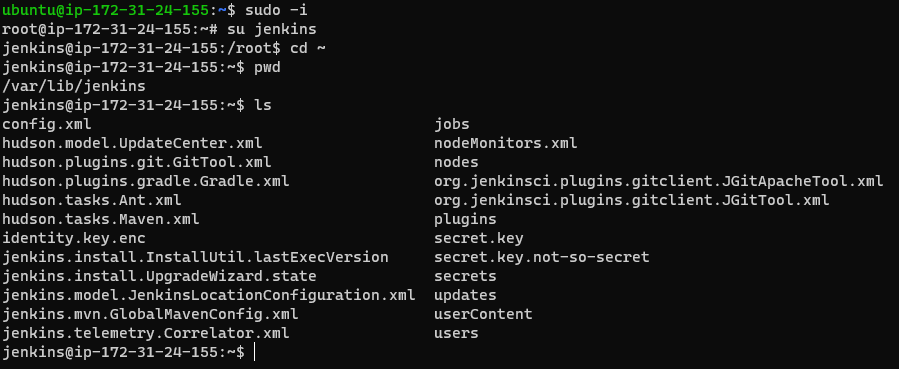 ubuntu@ip-172-31-24-155:~$ sudo -i
root@ip-172-31-24-155:~# su jenkins
jenkins@ip-172-31-24-155:/root$ cd ~
jenkins@ip-172-31-24-155:~$ pwd
/var/lib/jenkins
jenkins@ip-172-31-24-155:~$ ls
config.xml jobs
hudson.model.UpdateCenter.xml nodeMonitors.xml
hudson.plugins.git.GitTool.xml nodes
hudson.plugins.gradle.Gradle.xml org.jenkinsci.plugins.gitclient.JGitApacheTool.xml
hudson.tasks.Ant.xml org.jenkinsci.plugins.gitclient.JGitTool.xml
hudson.tasks.Maven.xml plugins
identity.key.enc secret.key
jenkins.install.InstallUtil.lastExecVersion secret.key.not-so-secret
jenkins.install.UpgradeWizard.state secrets
jenkins.model.JenkinsLocationConfiguration.xml updates
jenkins.mvn.GlobalMavenConfig.xml userContent
jenkins.telemetry.Correlator.xml users
jenkins@ip-172-31-24-155:~$